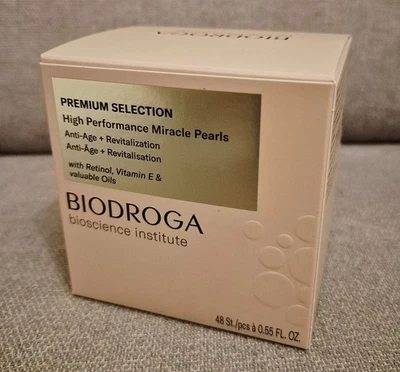 BIODROGA
PREMIUM SELECTION
High Performance Miracle Pearls
Anti-Age + Revitalization
Anti-Âge + Revitalisation
with Retinol, Vitamin E &
valuable Oils
BIODROGA
bioscience institute
48 St./pcs à 0.55 FL. OZ.